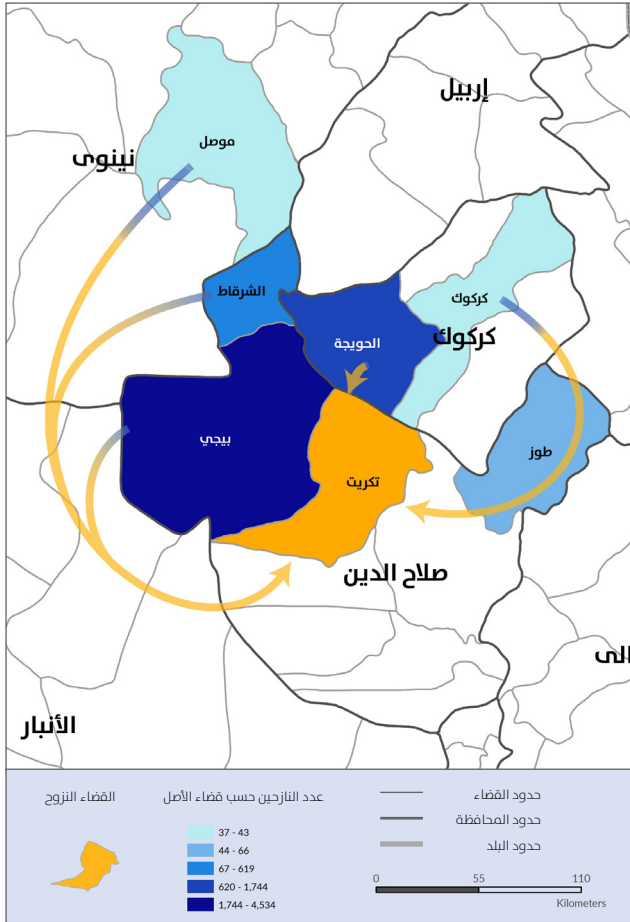 إربيل
موصل
نينوى
الشرقاط
كركوك
كركوك
الحويجة
بيجي
طوز
تكريت
صلاح الدين
الى
الأنبار
القضاء النزوح
عدد النازحين حسب قضاء الأصل
37 - 43
44 - 66
67 - 619
620 - 1,744
1,744 - 4,534
حدود القضاء
حدود المحافظة
حدود البلد
0 55 110
Kilometers